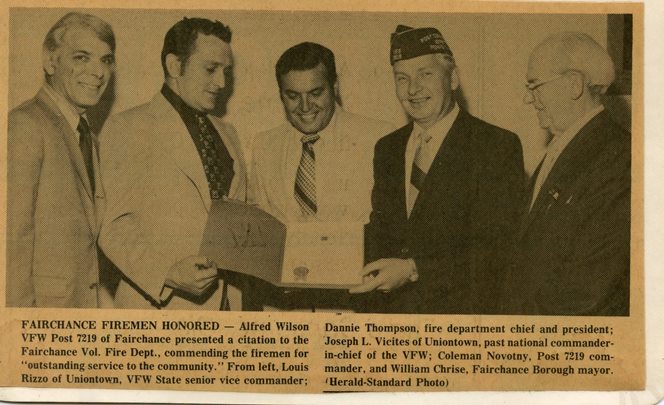 FAIRCHANCE FIREMEN HONORED — Alfred Wilson
VFW Post 7219 of Fairchance presented a citation to the
Fairchance Vol. Fire Dept., commending the firemen for
"outstanding service to the community." From left, Louis
Rizzo of Uniontown, VFW State senior vice commander;
Dannie Thompson, fire department chief and president;
Joseph L. Vicites of Uniontown, past national commander-
in-chief of the VFW; Coleman Novotny, Post 7219 com-
mander, and William Chrise, Fairchance Borough mayor.
(Herald-Standard Photo)